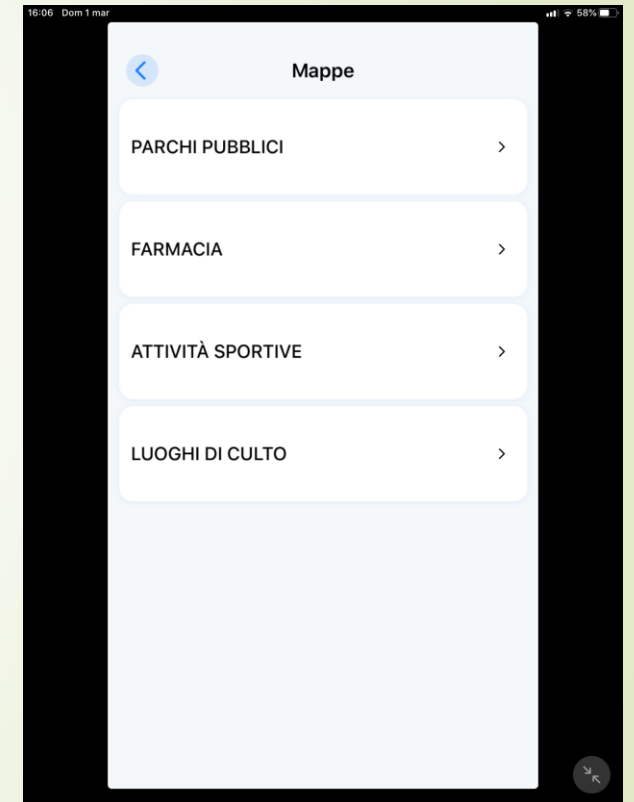 16:06 Dom 1 mar 58%
Mappe
PARCHI PUBBLICI
FARMACIA
ATTIVITÀ SPORTIVE
LUOGHI DI CULTO